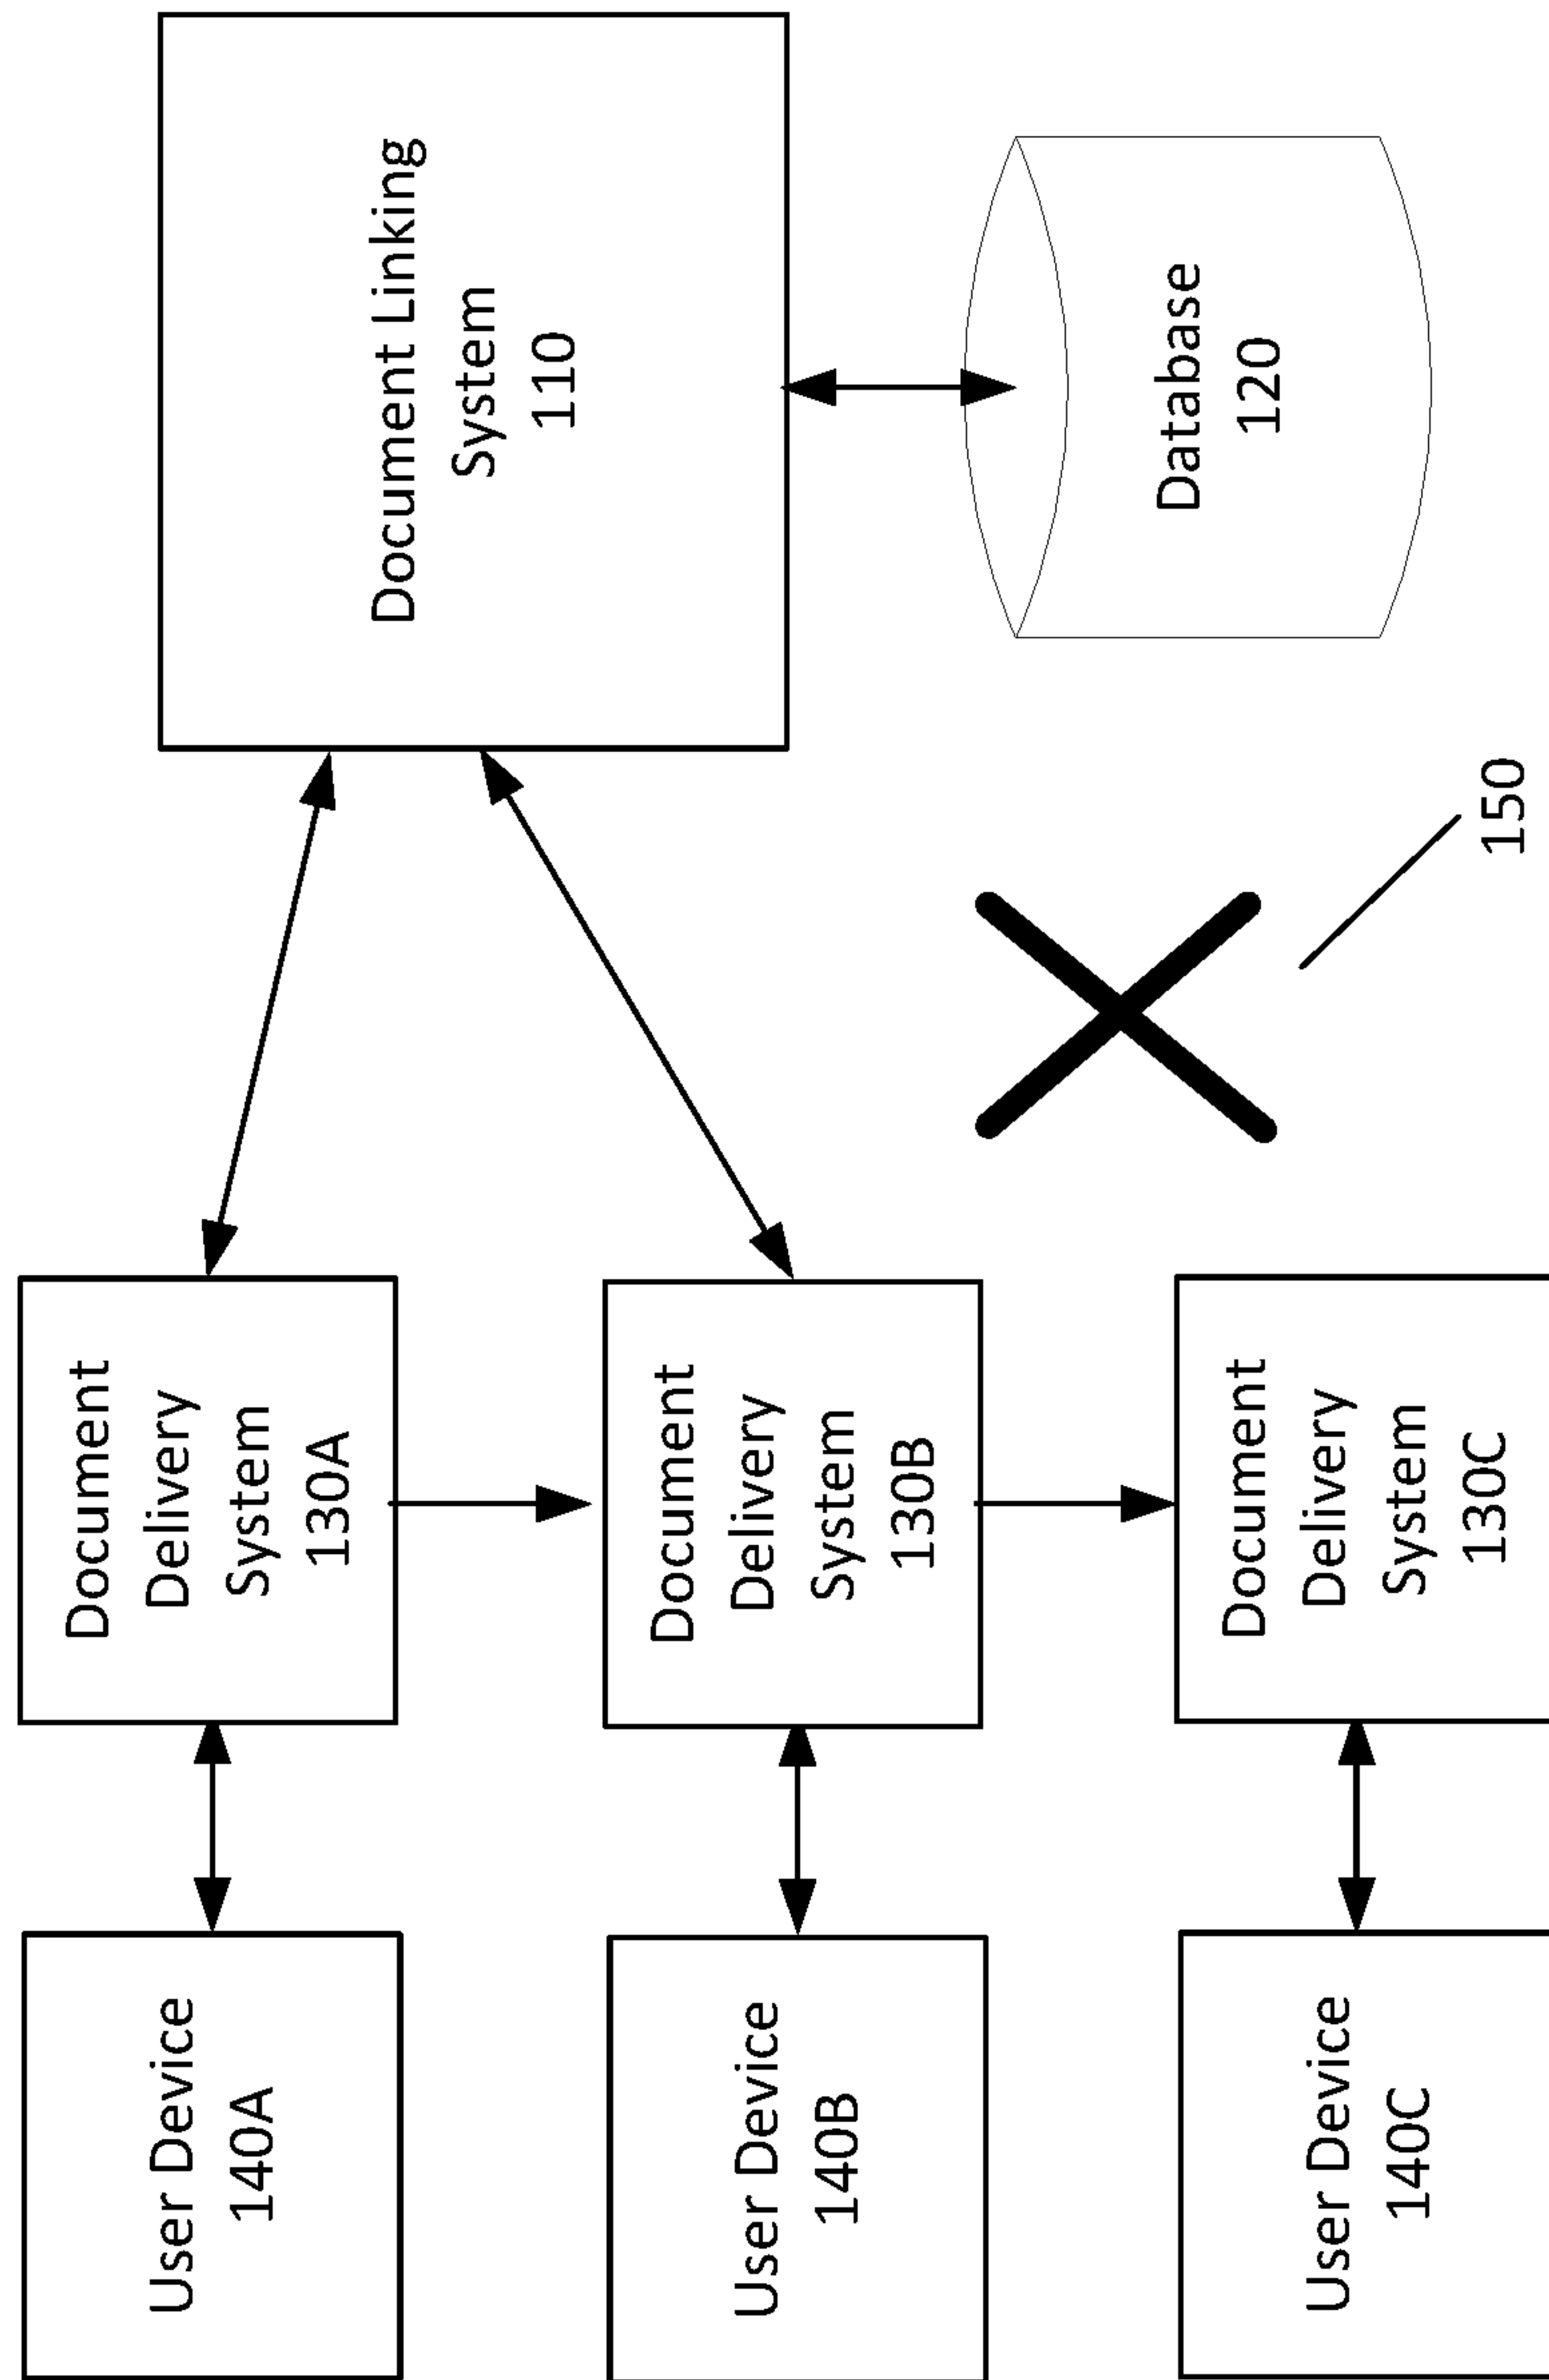 User Device
140A
Document
Delivery
System
130A
Document Linking
System
110
User Device
140B
Document
Delivery
System
130B
Database
120
User Device
140C
Document
Delivery
System
130C
150